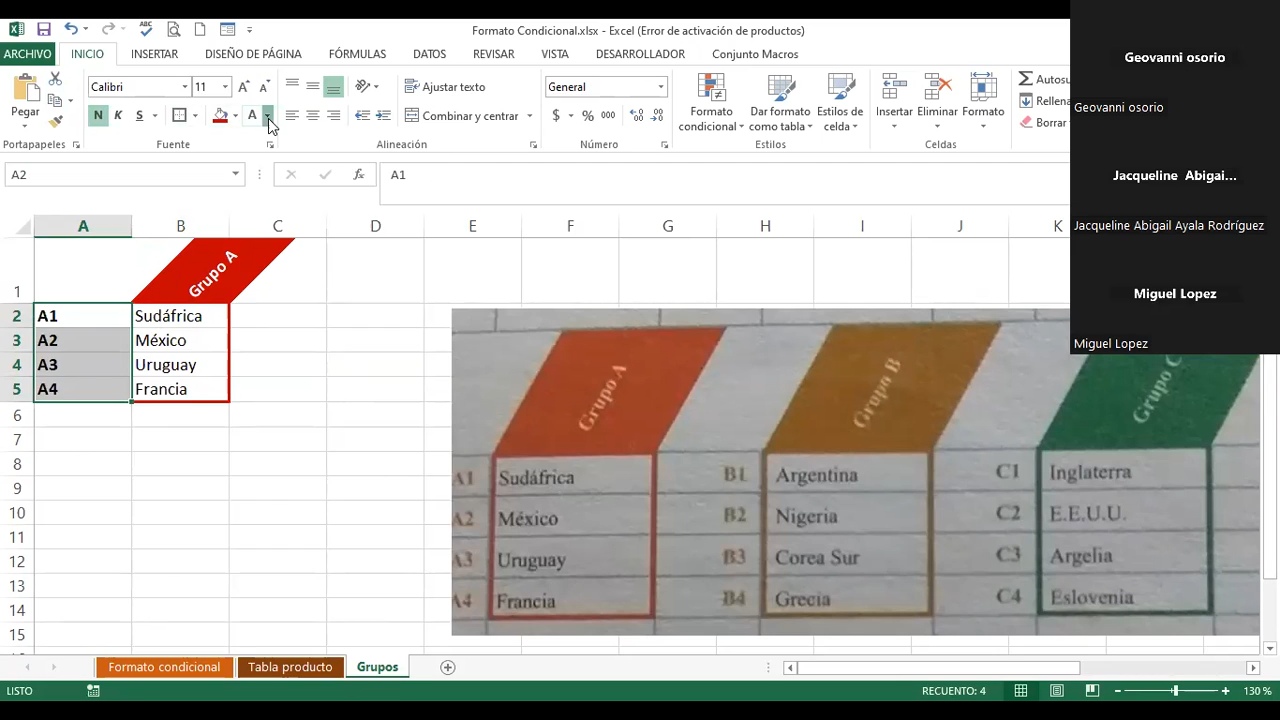 Formato Condicional.xlsx - Excel (Error de activación de productos)
ARCHIVO INICIO INSERTAR DISEÑO DE PÁGINA FÓRMULAS DATOS REVISAR VISTA DESARROLLADOR Conjunto Macros
Pegar
Calibri 11
N K S A
Ajustar texto
Combinar y centrar
General
$ % 000
Formato condicional
Dar formato como tabla
Estilos de celda
Insertar Eliminar Formato
Autosu
Rellena
Borrar
Portapapeles Fuente Alineación Número Estilos Celdas
A2 fx A1
A B C D E F G H I J K
1 Grupo A
2 A1 Sudáfrica
3 A2 México
4 A3 Uruguay
5 A4 Francia
6
7
8
9
10
11
12
13
14
15
Grupo A Grupo B Grupo C
A1 Sudáfrica B1 Argentina C1 Inglaterra
A2 México B2 Nigeria C2 E.E.U.U.
A3 Uruguay B3 Corea Sur C3 Argelia
A4 Francia B4 Grecia C4 Eslovenia
Geovanni osorio
Geovanni osorio
Jacqueline Abigai...
Jacqueline Abigail Ayala Rodríguez
Miguel Lopez
Miguel Lopez
Formato condicional Tabla producto Grupos
LISTO RECUENTO: 4 130 %